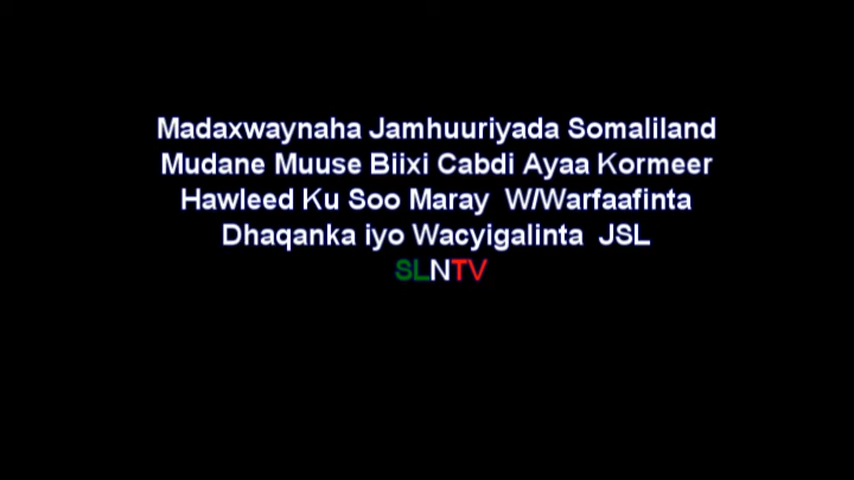 Madaxwaynaha Jamhuuriyada Somaliland
Mudane Muuse Biixi Cabdi Ayaa Kormeer
Hawleed Ku Soo Maray W/Warfaafinta
Dhaqanka iyo Wacyigalinta JSL
SLNTV